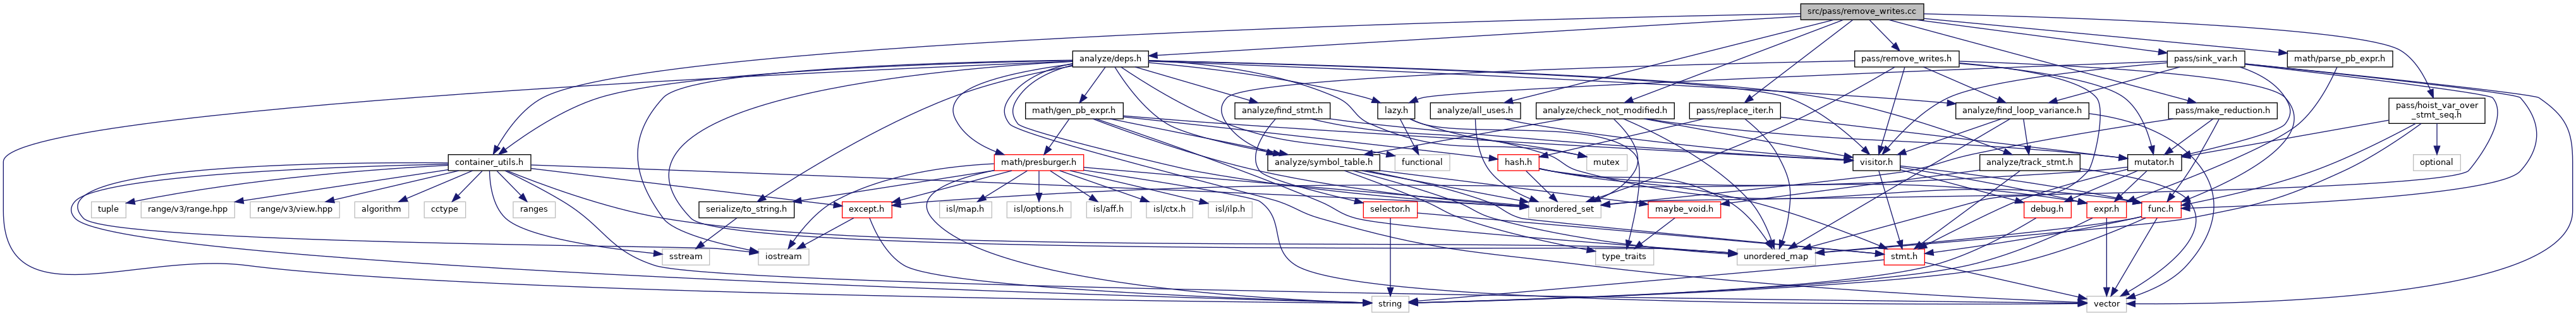 src/pass/remove_writes.cc
analyze/deps.h
pass/remove_writes.h
pass/sink_var.h
math/parse_pb_expr.h
math/gen_pb_expr.h
analyze/find_stmt.h
lazy.h
analyze/all_uses.h
analyze/check_not_modified.h
pass/replace_iter.h
analyze/find_loop_variance.h
pass/make_reduction.h
pass/hoist_var_over
_stmt_seq.h
container_utils.h
math/presburger.h
analyze/symbol_table.h
functional
hash.h
mutex
visitor.h
analyze/track_stmt.h
mutator.h
optional
tuple
range/v3/range.hpp
range/v3/view.hpp
algorithm
cctype
ranges
serialize/to_string.h
except.h
isl/map.h
isl/options.h
isl/aff.h
isl/ctx.h
isl/ilp.h
selector.h
unordered_set
maybe_void.h
debug.h
expr.h
func.h
sstream
iostream
type_traits
unordered_map
stmt.h
string
vector